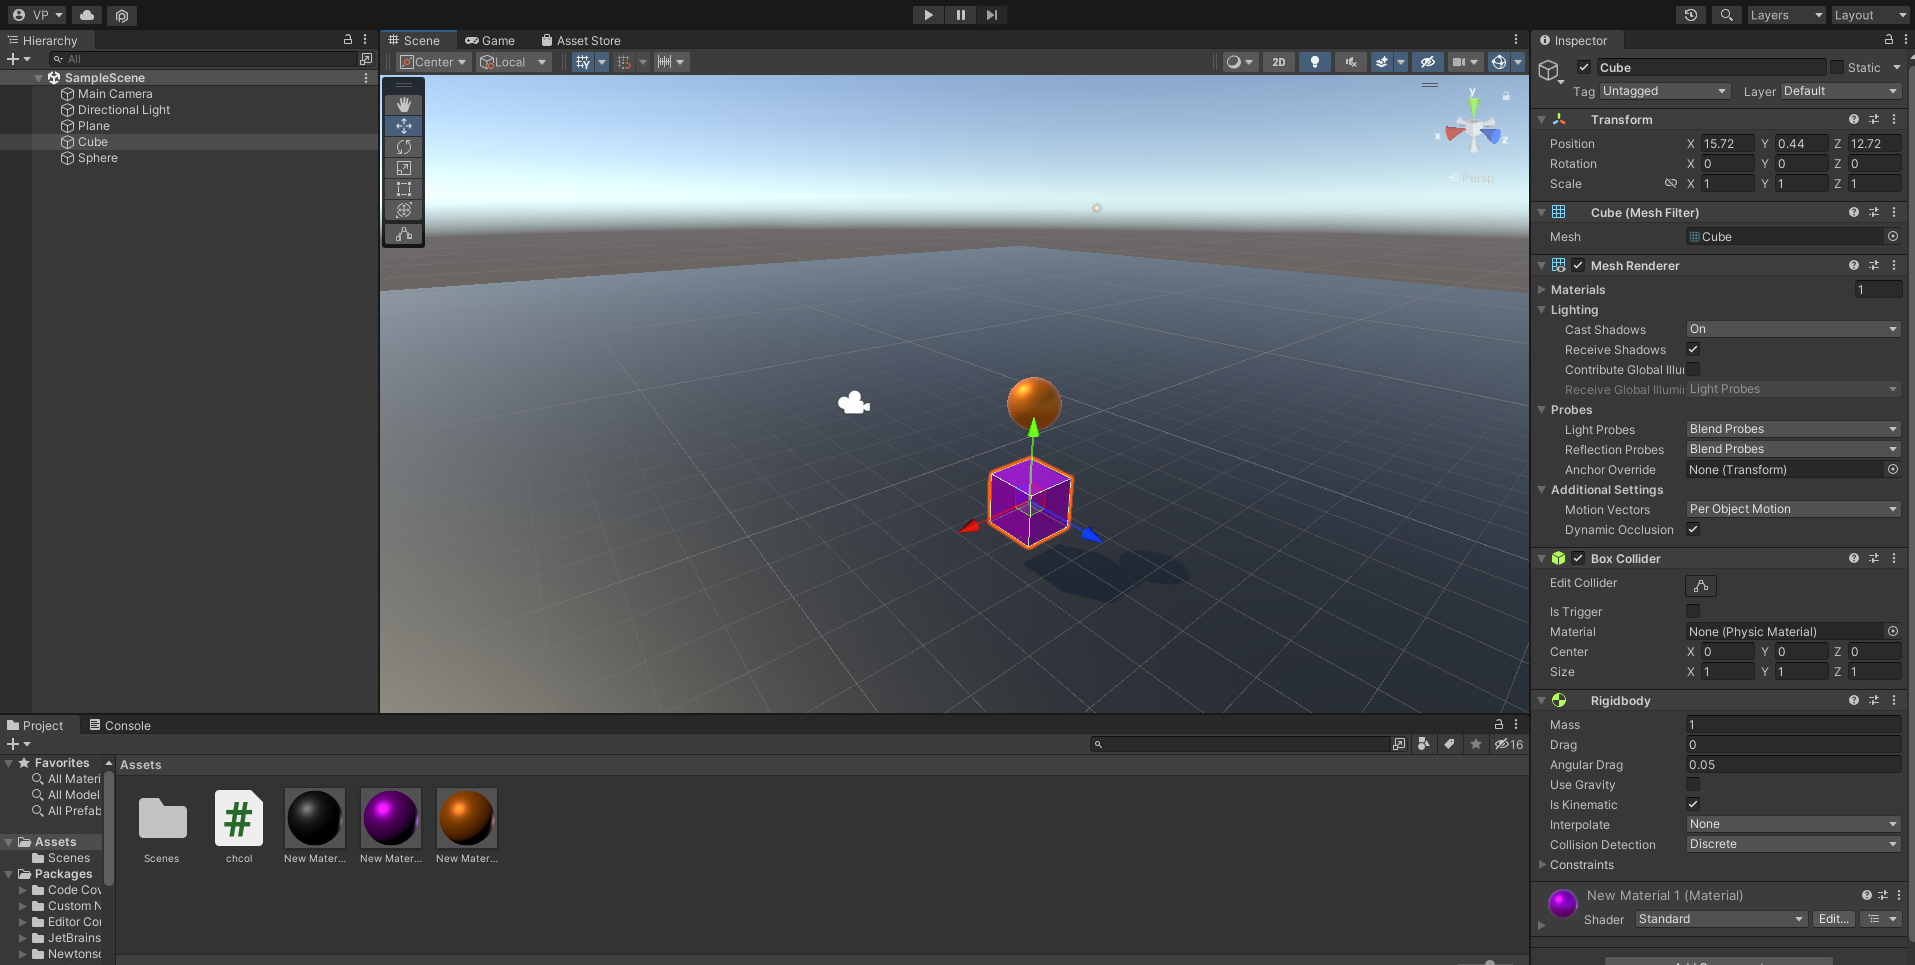 VP
Layers
Layout
Hierarchy
All
SampleScene
Main Camera
Directional Light
Plane
Cube
Sphere
Scene
Game
Asset Store
Center
Local
2D
y
x
z
Persp
Inspector
Cube
Static
Tag Untagged Layer Default
Transform
Position X 15.72 Y 0.44 Z 12.72
Rotation X 0 Y 0 Z 0
Scale X 1 Y 1 Z 1
Cube (Mesh Filter)
Mesh Cube
Mesh Renderer
Materials 1
Lighting
Cast Shadows On
Receive Shadows
Contribute Global Illu
Receive Global Illumi Light Probes
Probes
Light Probes Blend Probes
Reflection Probes Blend Probes
Anchor Override None (Transform)
Additional Settings
Motion Vectors Per Object Motion
Dynamic Occlusion
Box Collider
Edit Collider
Is Trigger
Material None (Physic Material)
Center X 0 Y 0 Z 0
Size X 1 Y 1 Z 1
Rigidbody
Mass 1
Drag 0
Angular Drag 0.05
Use Gravity
Is Kinematic
Interpolate None
Collision Detection Discrete
Constraints
New Material 1 (Material)
Shader Standard Edit...
Project
Console
16
Favorites
All Materi
All Model
All Prefab
Assets
Scenes
Packages
Code Cov
Custom N
Editor Cor
JetBrains
Newtonso
Assets
Scenes
chcol
New Mater...
New Mater...
New Mater...